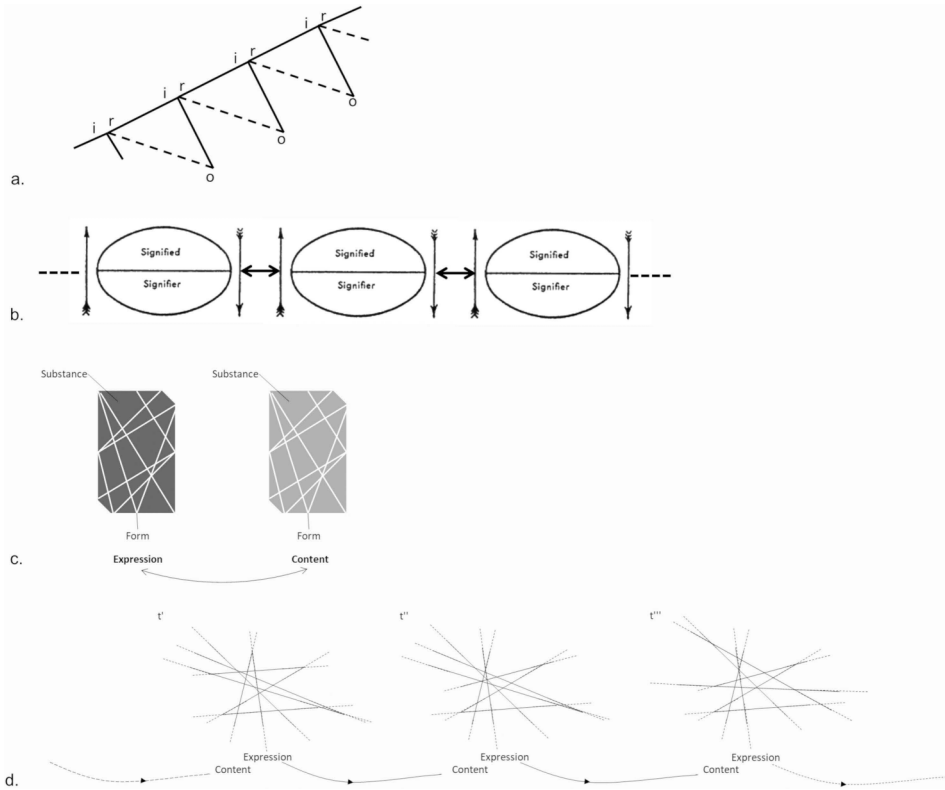 i r
i r
i r
i r
o
o
o
a.
Signified Signified Signified
Signifier Signifier Signifier
b.
Substance Substance
Form Form
Expression Content
c.
t' t'' t'''
Expression Expression Expression
Content Content Content
d.